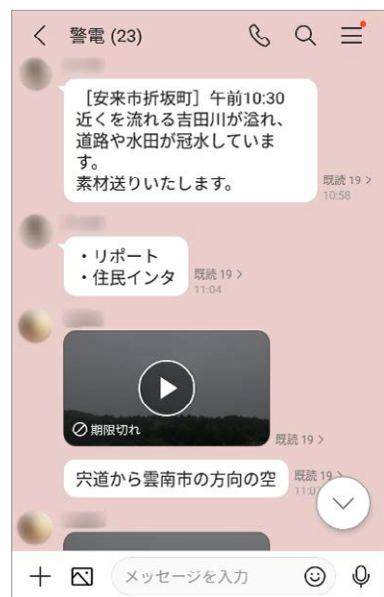 警電 (23)
［安来市折坂町］午前10:30
近くを流れる吉田川が溢れ、
道路や水田が冠水していま
す。
素材送りいたします。
既読 19 >
10:58
・リポート
・住民インタ
既読 19 >
11:04
期限切れ
既読 19 >
宍道から雲南市の方向の空
既読 19
メッセージを入力